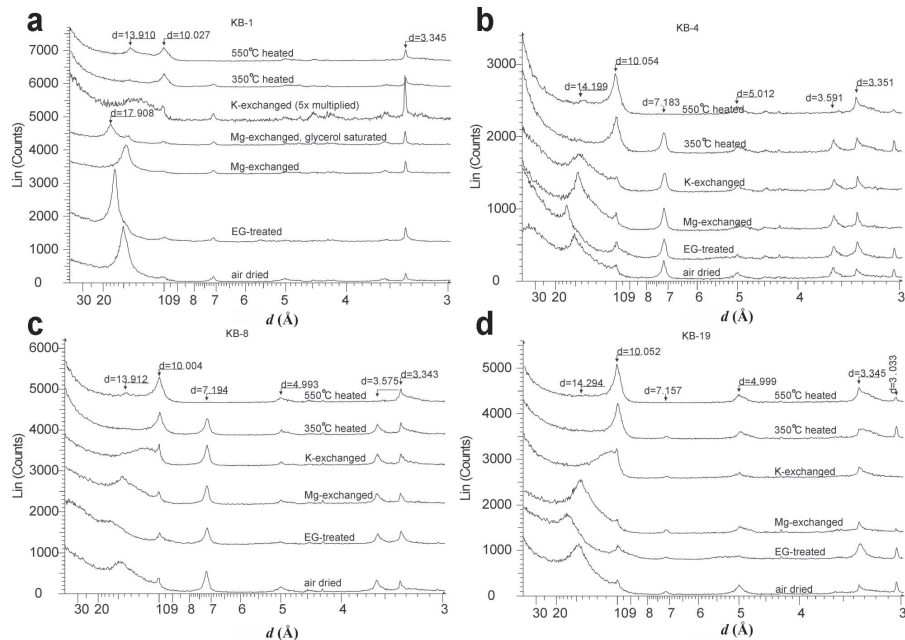 a
KB-1
d=13.910
d=10.027
d=3.345
7000
550°C heated
6000
350°C heated
K-exchanged (5x multiplied)
5000
d=17.908
Mg-exchanged, glycerol saturated
4000
Mg-exchanged
3000
2000
EG-treated
1000
air dried
0
Lin (Counts)
30 20 109 8 7 6 5 4 3
d (Å)
b
KB-4
3000
d=14.199
d=10.054
d=7.183
d=5.012
d=3.591
d=3.351
550°C heated
2000
350°C heated
K-exchanged
1000
Mg-exchanged
EG-treated
air dried
0
Lin (Counts)
30 20 109 8 7 6 5 4 3
d (Å)
c
KB-8
6000
d=13.912
d=10.004
d=7.194
d=4.993
d=3.575
d=3.343
5000
550°C heated
4000
350°C heated
K-exchanged
3000
Mg-exchanged
2000
EG-treated
1000
air dried
0
Lin (Counts)
30 20 109 8 7 6 5 4 3
d (Å)
d
KB-19
d=10.052
5000
d=14.294
d=7.157
d=4.999
d=3.345
d=3.033
550°C heated
4000
350°C heated
3000
K-exchanged
2000
Mg-exchanged
1000
EG-treated
air dried
0
Lin (Counts)
30 20 109 8 7 6 5 4 3
d (Å)